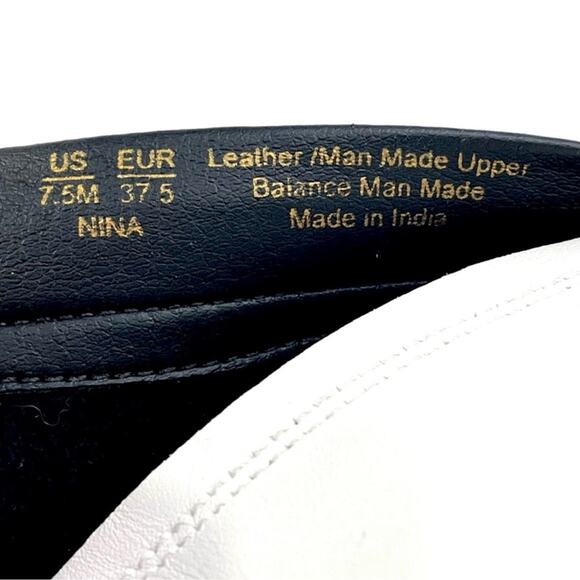 US EUR Leather /Man Made Upper
7.5M 37 5 Balance Man Made
NINA Made in India